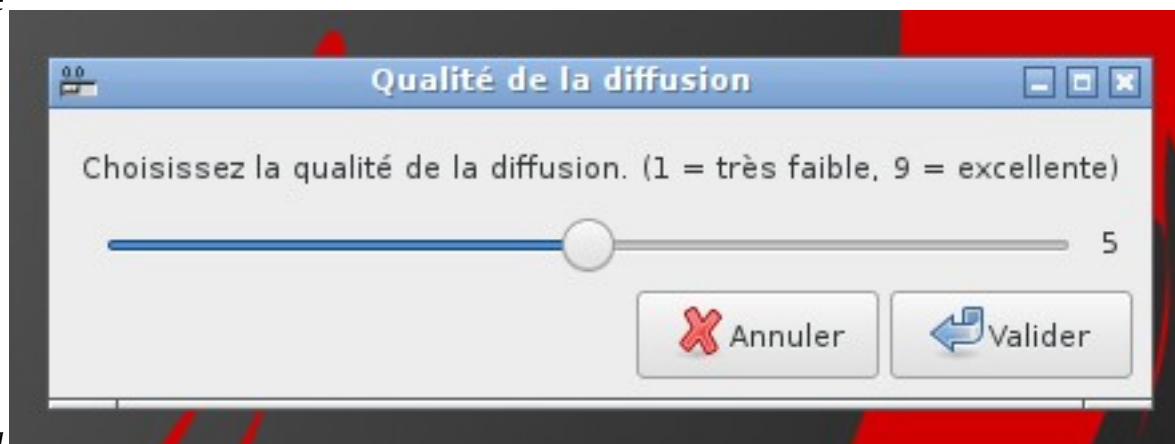 Qualité de la diffusion
Choisissez la qualité de la diffusion. (1 = très faible, 9 = excellente)
5
Annuler
Valider